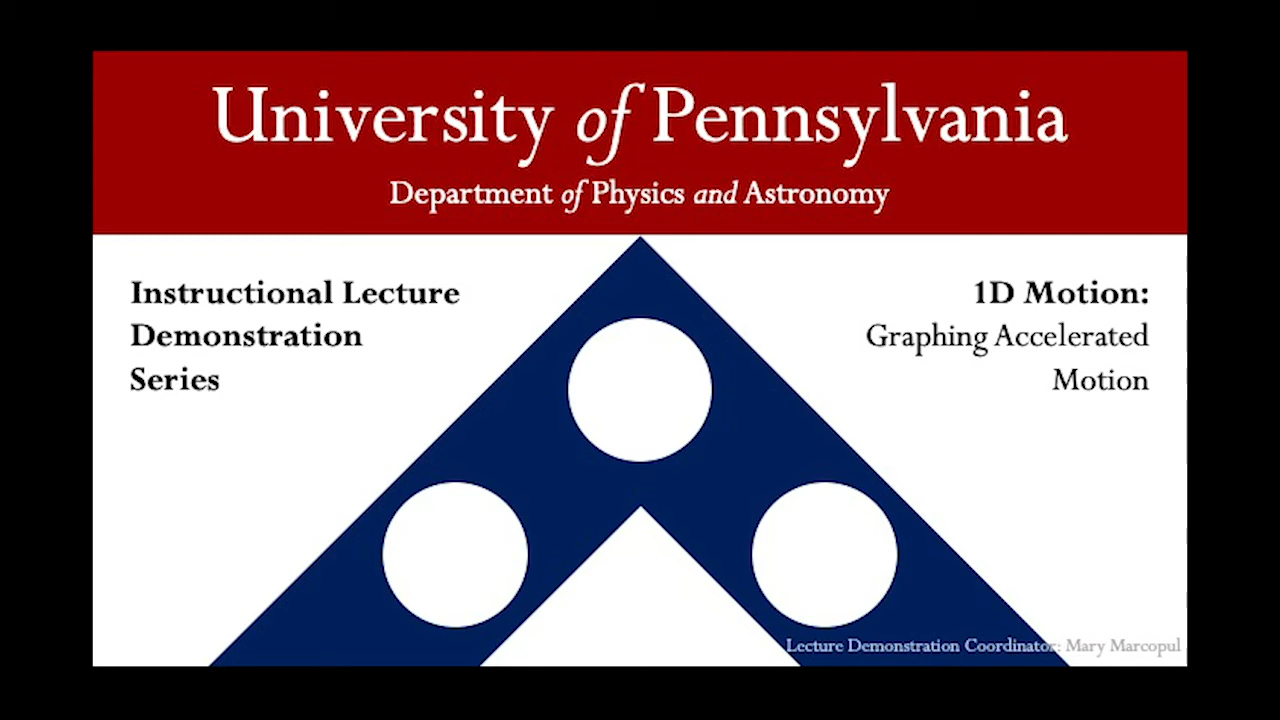 University of Pennsylvania
Department of Physics and Astronomy
Instructional Lecture
Demonstration
Series
1D Motion:
Graphing Accelerated
Motion
Lecture Demonstration Coordinator: Mary Marcopul